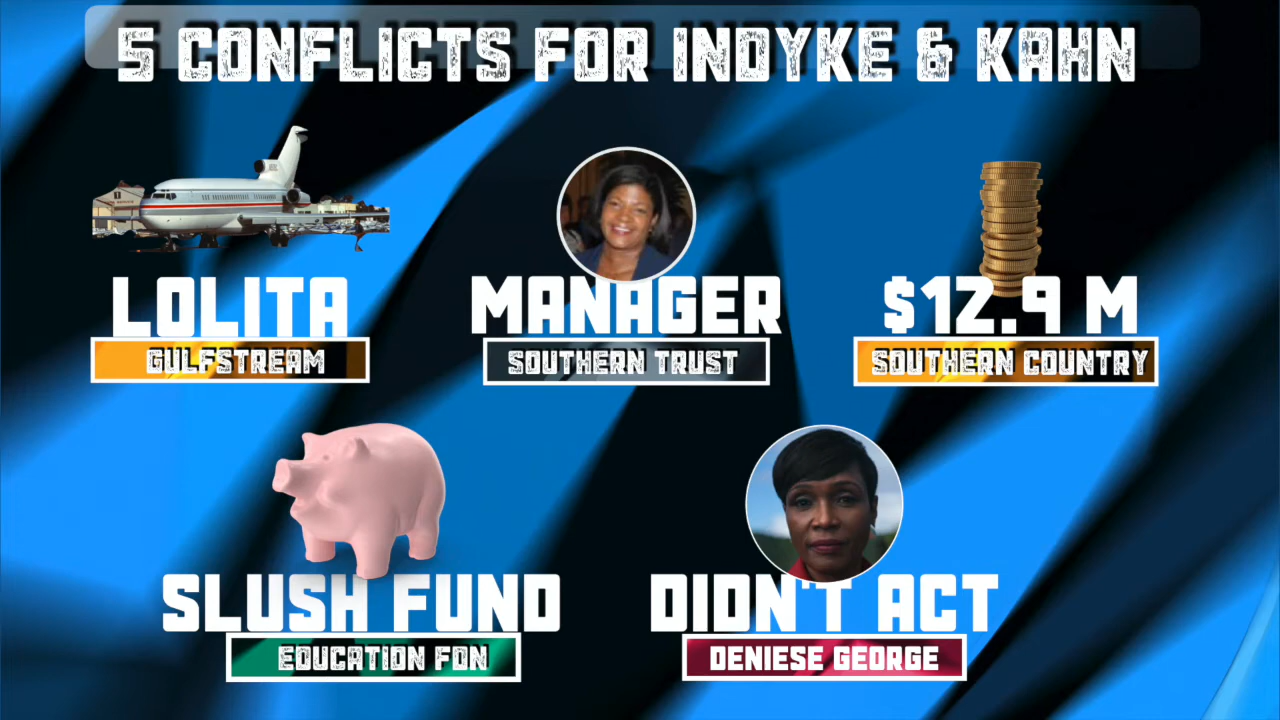 5 CONFLICTS FOR INDYKE & KAHN
LOLITA
GULFSTREAM
MANAGER
SOUTHERN TRUST
$12.9 M
SOUTHERN COUNTRY
SLUSH FUND
EDUCATION FDN
DIDN'T ACT
DENIESE GEORGE